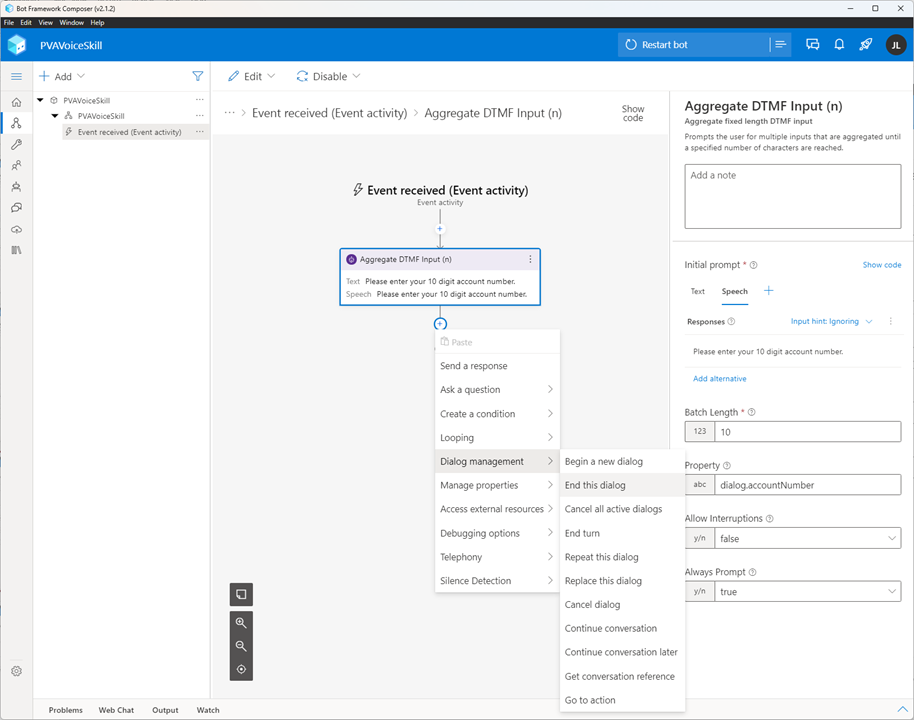 Bot Framework Composer (v2.1.2)
File Edit View Window Help
PVAVoiceSkill
Restart bot
JL
Add
PVAVoiceSkill
PVAVoiceSkill
Event received (Event activity)
Edit
Disable
... > Event received (Event activity) > Aggregate DTMF Input (n)
Show
code
Event received (Event activity)
Event activity
Aggregate DTMF Input (n)
Text Please enter your 10 digit account number.
Speech Please enter your 10 digit account number.
Paste
Send a response
Ask a question
Create a condition
Looping
Dialog management
Manage properties
Access external resources
Debugging options
Telephony
Silence Detection
Begin a new dialog
End this dialog
Cancel all active dialogs
End turn
Repeat this dialog
Replace this dialog
Cancel dialog
Continue conversation
Continue conversation later
Get conversation reference
Go to action
Aggregate DTMF Input (n)
Aggregate fixed length DTMF input
Prompts the user for multiple inputs that are aggregated until
a specified number of characters are reached.
Add a note
Initial prompt *
Show code
Text Speech
Responses
Input hint: Ignoring
Please enter your 10 digit account number.
Add alternative
Batch Length *
123 10
Property
abc dialog.accountNumber
Allow Interruptions
y/n false
Always Prompt
y/n true
Problems Web Chat Output Watch